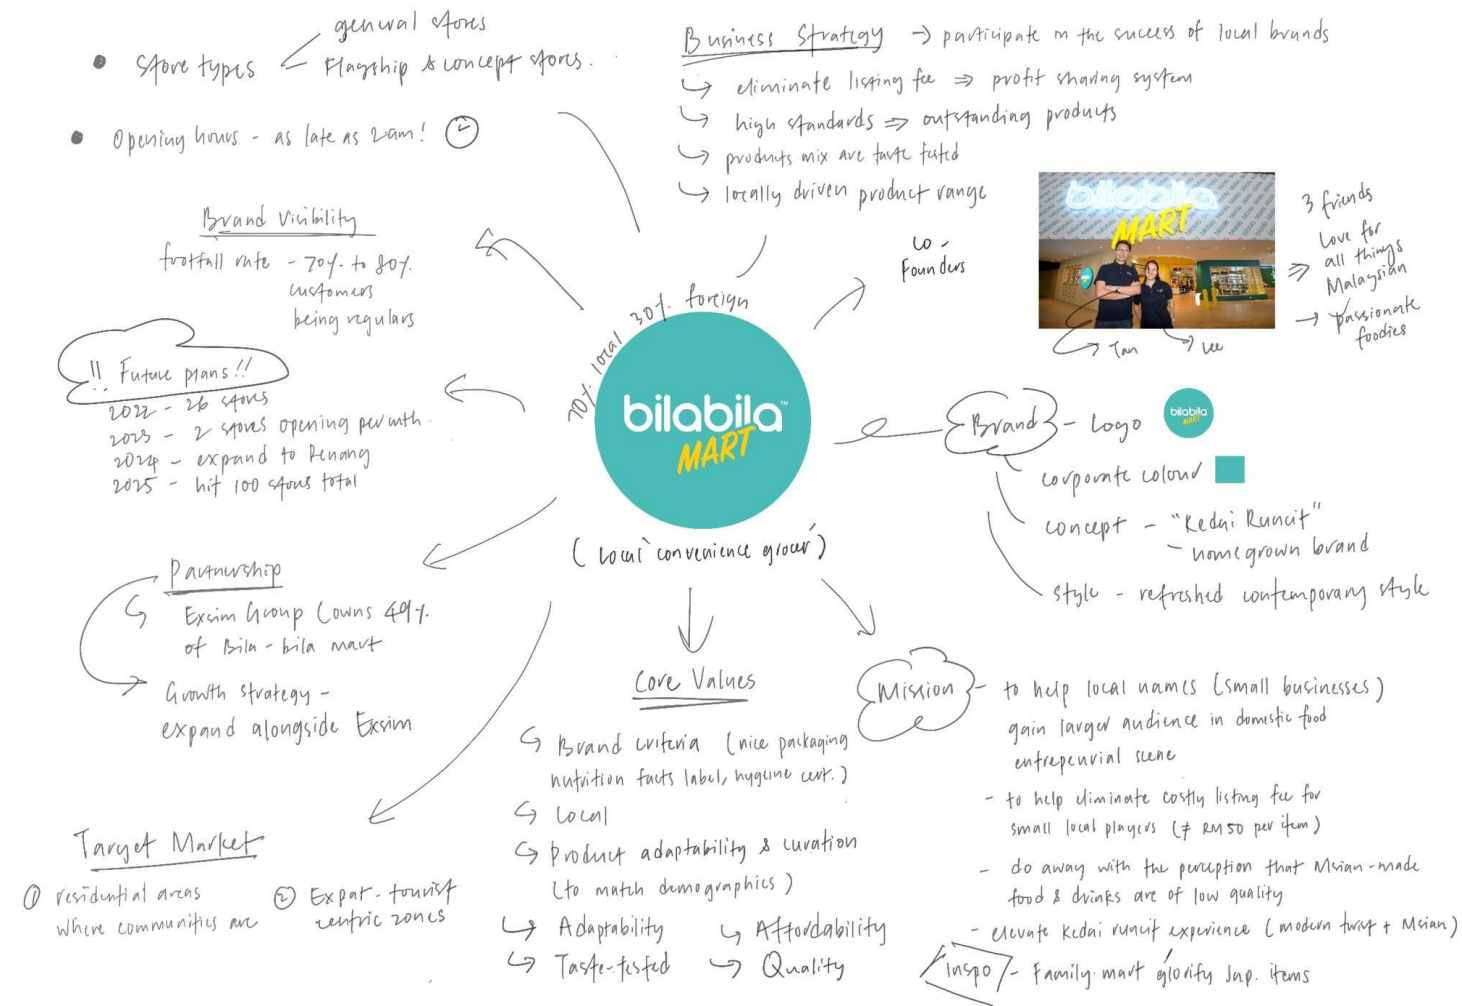 general stores
• Store types
Flagship & concept stores.
• Opening hours - as late as 2am!
Business Strategy → participate in the success of local brands
eliminate listing fee ⇒ profit sharing system
high standards ⇒ outstanding products
products mix are taste tested
locally driven product range
Brand Visibility
footfall rate - 70% to 80%
customers
being regulars
!! Future plans!!
2022 - 26 stores
2023 - 2 stores opening per mth.
2024 - expand to Penang
2025 - hit 100 stores total
Partnership
Exsim Group (owns 49%
of Bila-bila mart
Growth strategy -
expand alongside Exsim
Target Market
① residential areas
where communities are
② Expat-tourist
centric zones
70% local 30% foreign
bilabila™
MART
(local 'convenience grocer')
Co-
Founders
bilabila
MART
Tan
Lee
3 friends
⇒ Love for
all things
Malaysian
→ passionate
foodies
Brand - Logo
bilabila
MART
corporate colour
concept - "Kedai Runcit"
- homegrown brand
style - refreshed contemporary style
Core Values
Brand criteria (nice packaging
nutrition facts label, hygiene cert.)
Local
Product adaptability & curation
(to match demographics)
Adaptability
Affordability
Taste-tested
Quality
Mission - to help local names (small businesses)
gain larger audience in domestic food
entrepenurial scene
- to help eliminate costly listing fee for
small local players (≠ RM50 per item)
- do away with the perception that Msian-made
food & drinks are of low quality
- elevate Kedai runcit experience (modern twist + Msian)
Inspo - Family mart glorify Jap. items